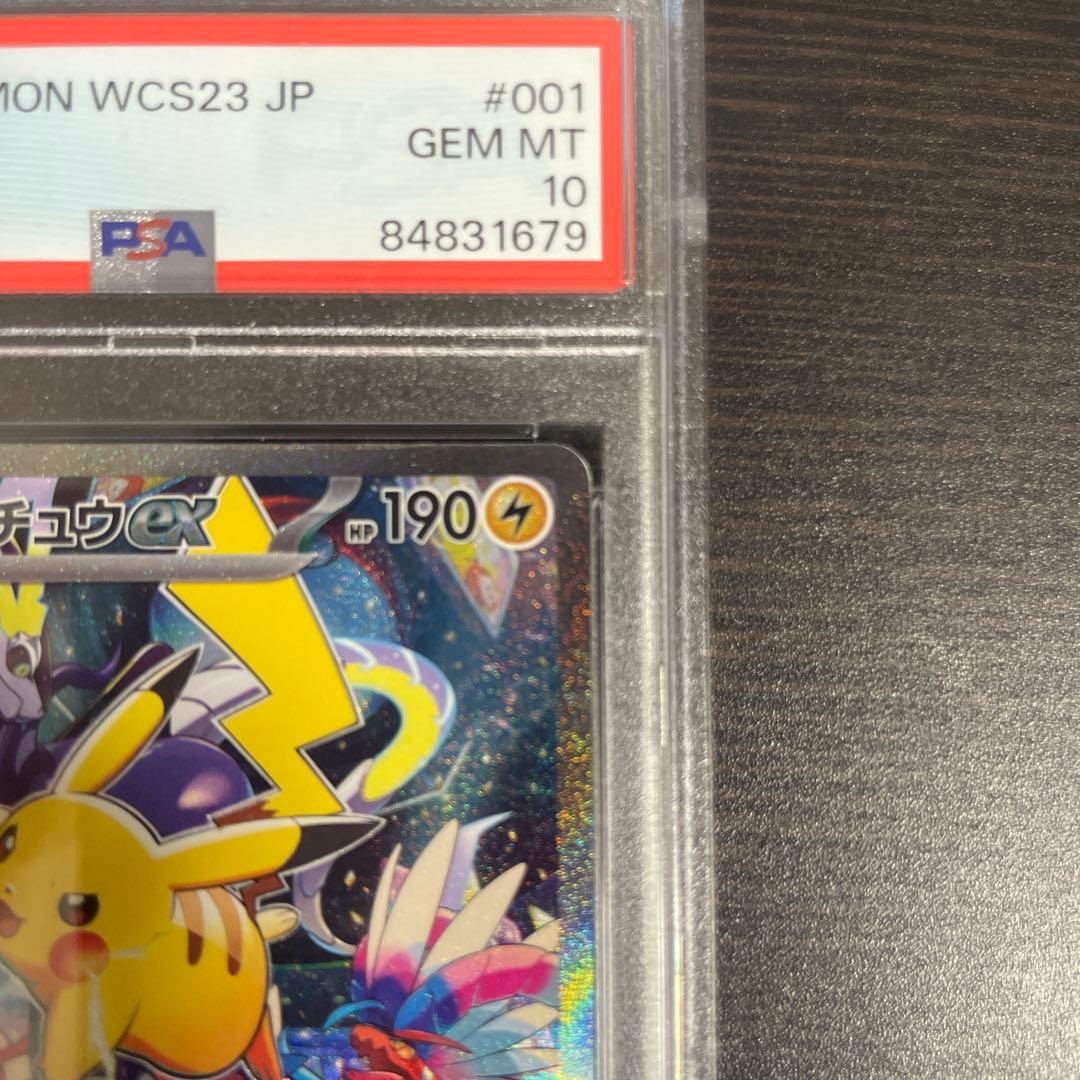 MON WCS23 JP #001
GEM MT
10
PSA 84831679
チュウex HP 190